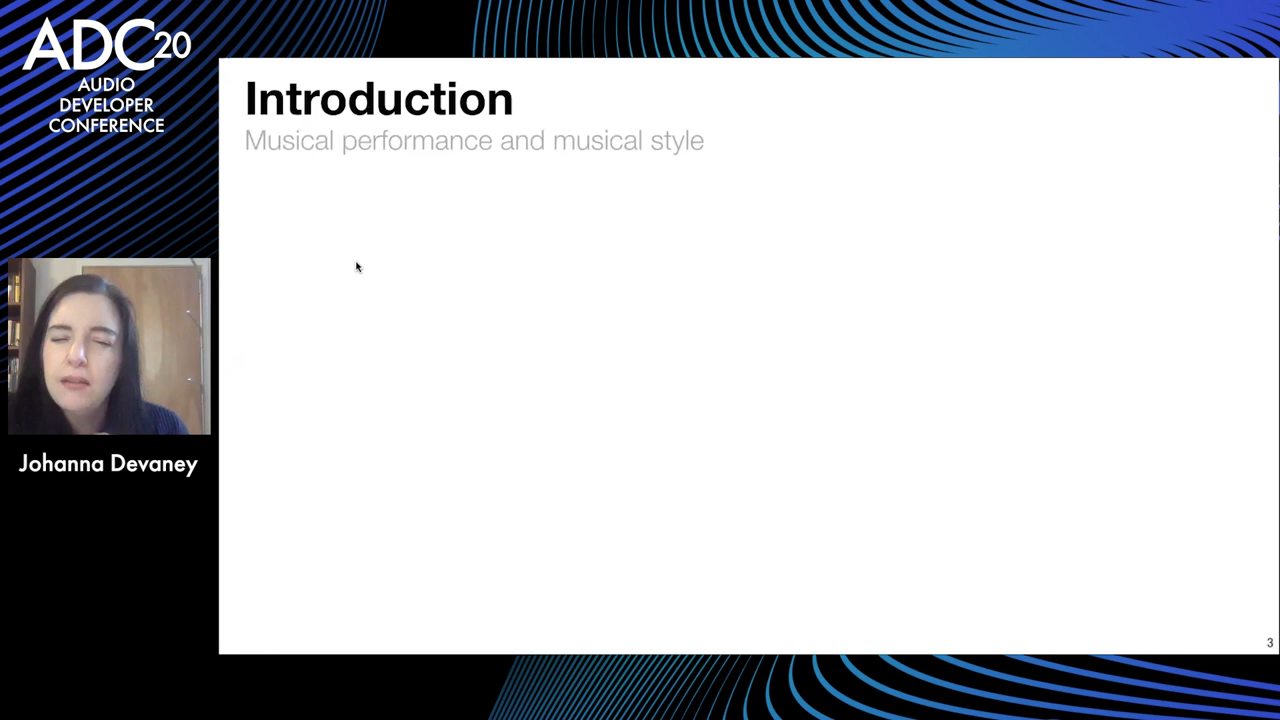 ADC20
AUDIO
DEVELOPER
CONFERENCE
Introduction
Musical performance and musical style
Johanna Devaney
3